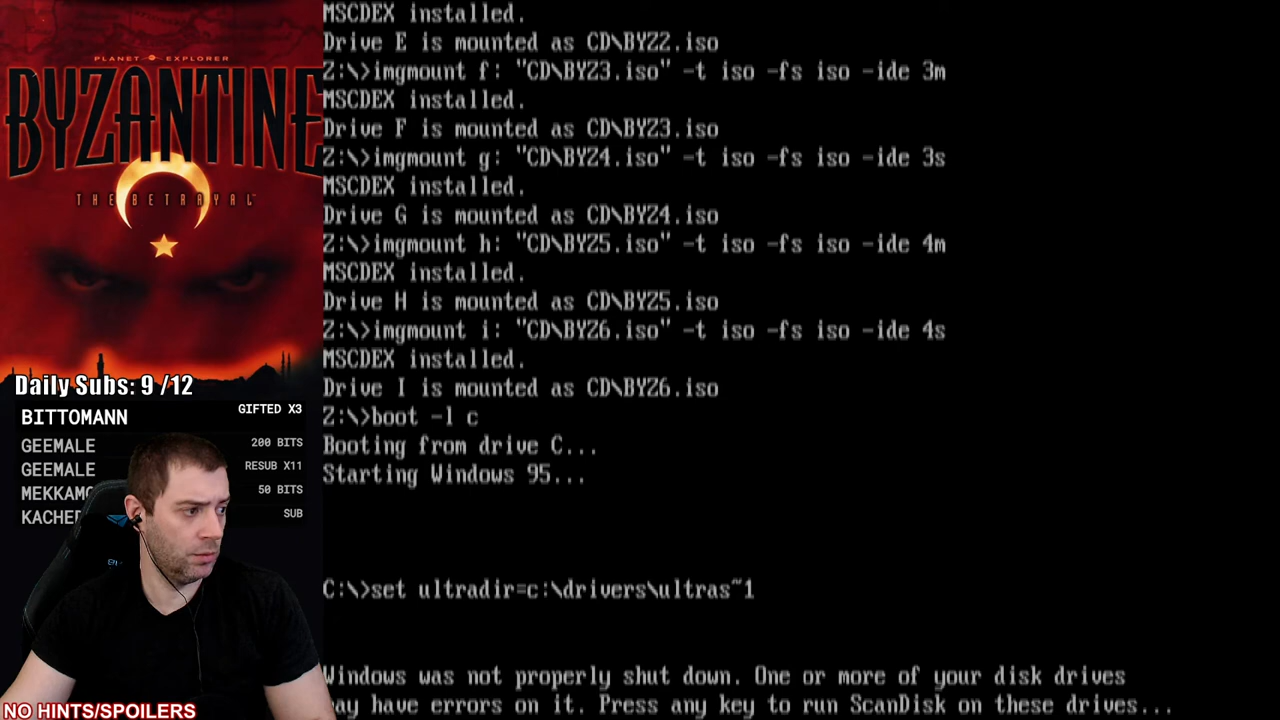 PLANET EXPLORER
BYZANTINE
THE BETRAYAL™
Daily Subs: 9 /12
BITTOMANN GIFTED X3
GEEMALE 200 BITS
GEEMALE RESUB X11
50 BITS
SUB
NO HINTS/SPOILERS
MSCDEX installed.
Drive E is mounted as CD\BYZ2.iso
Z:\>imgmount f: "CD\BYZ3.iso" -t iso -fs iso -ide 3m
MSCDEX installed.
Drive F is mounted as CD\BYZ3.iso
Z:\>imgmount g: "CD\BYZ4.iso" -t iso -fs iso -ide 3s
MSCDEX installed.
Drive G is mounted as CD\BYZ4.iso
Z:\>imgmount h: "CD\BYZ5.iso" -t iso -fs iso -ide 4m
MSCDEX installed.
Drive H is mounted as CD\BYZ5.iso
Z:\>imgmount i: "CD\BYZ6.iso" -t iso -fs iso -ide 4s
MSCDEX installed.
Drive I is mounted as CD\BYZ6.iso
Z:\>boot -l c
Booting from drive C...
Starting Windows 95...
C:\>set ultradir=c:\drivers\ultras~1
Windows was not properly shut down. One or more of your disk drives
may have errors on it. Press any key to run ScanDisk on these drives...